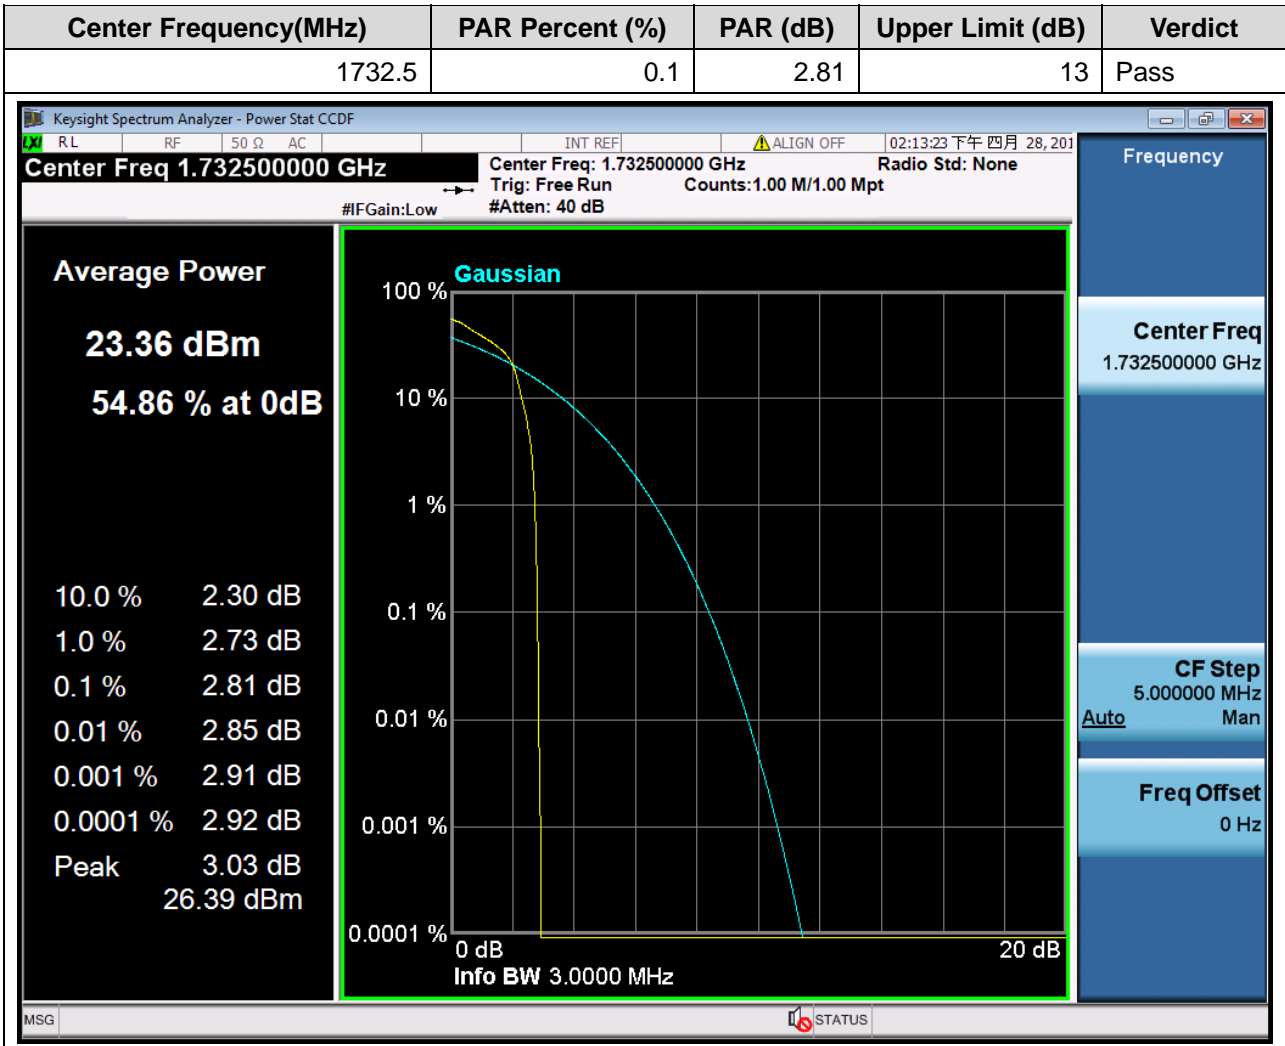 Center Frequency(MHz) PAR Percent (%) PAR (dB) Upper Limit (dB) Verdict
1732.5 0.1 2.81 13 Pass
Keysight Spectrum Analyzer - Power Stat CCDF
LXI RL RF 50 Ω AC INT REF ALIGN OFF 02:13:23 下午 四月 28, 201
Center Freq 1.732500000 GHz
Center Freq: 1.732500000 GHz Radio Std: None
Trig: Free Run Counts:1.00 M/1.00 Mpt
#IFGain:Low #Atten: 40 dB
Frequency
Average Power
23.36 dBm
54.86 % at 0dB
10.0 % 2.30 dB
1.0 % 2.73 dB
0.1 % 2.81 dB
0.01 % 2.85 dB
0.001 % 2.91 dB
0.0001 % 2.92 dB
Peak 3.03 dB
26.39 dBm
Gaussian
100 %
10 %
1 %
0.1 %
0.01 %
0.001 %
0.0001 %
0 dB 20 dB
Info BW 3.0000 MHz
Center Freq
1.732500000 GHz
CF Step
5.000000 MHz
Auto Man
Freq Offset
0 Hz
MSG STATUS